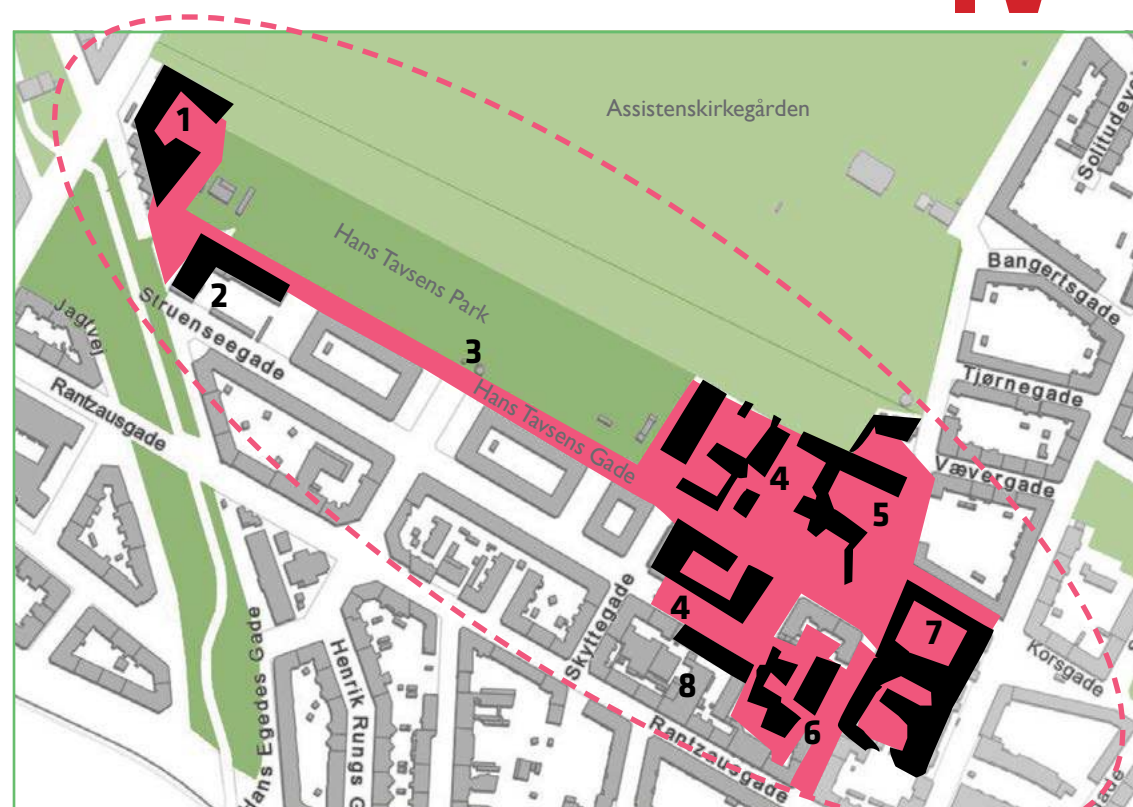 Assistenskirkegården
Solitudevej
1
Hans Tavsens Park
Bangertsgade
2
Struenseegade
Jagtvej
3
Tjørnegade
Rantzausgade
Hans Tavsens Gade
4
Vævergade
5
Skyttegade
4
7
Korsgade
Hans Egedes Gade
Henrik Rungs G
8
6
Rantzausgade